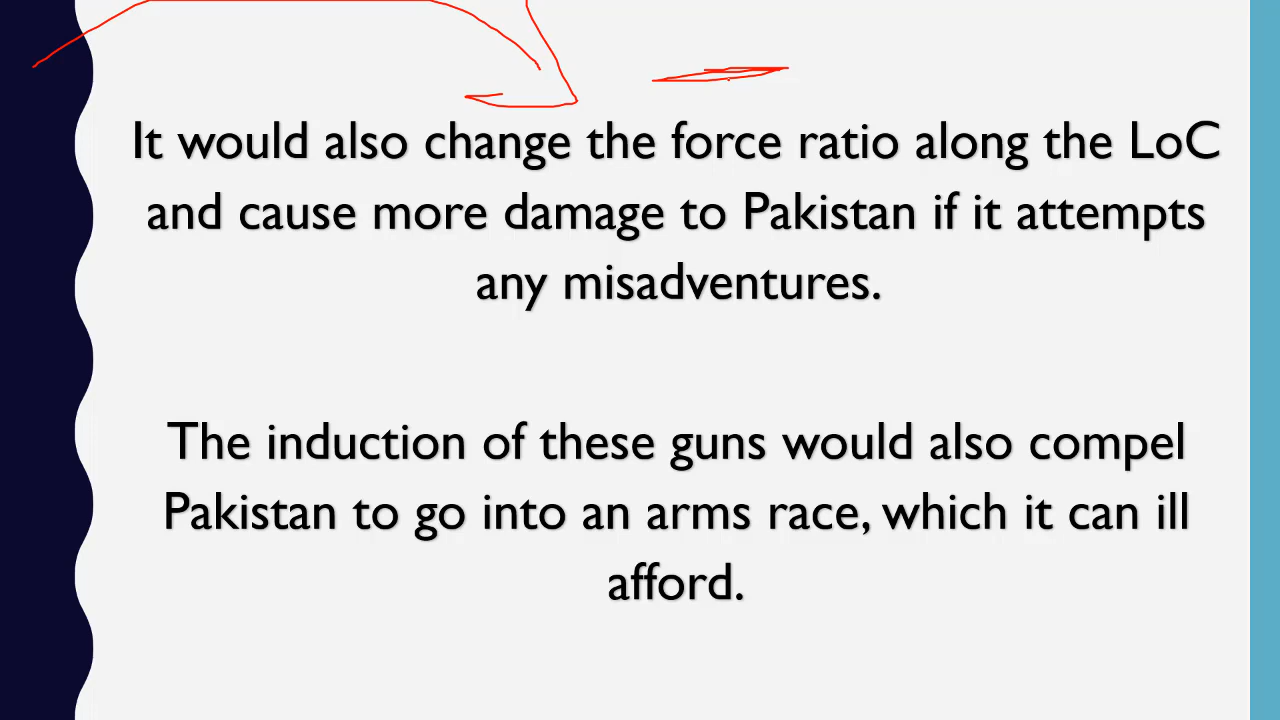 It would also change the force ratio along the LoC
and cause more damage to Pakistan if it attempts
any misadventures.
The induction of these guns would also compel
Pakistan to go into an arms race, which it can ill
afford.